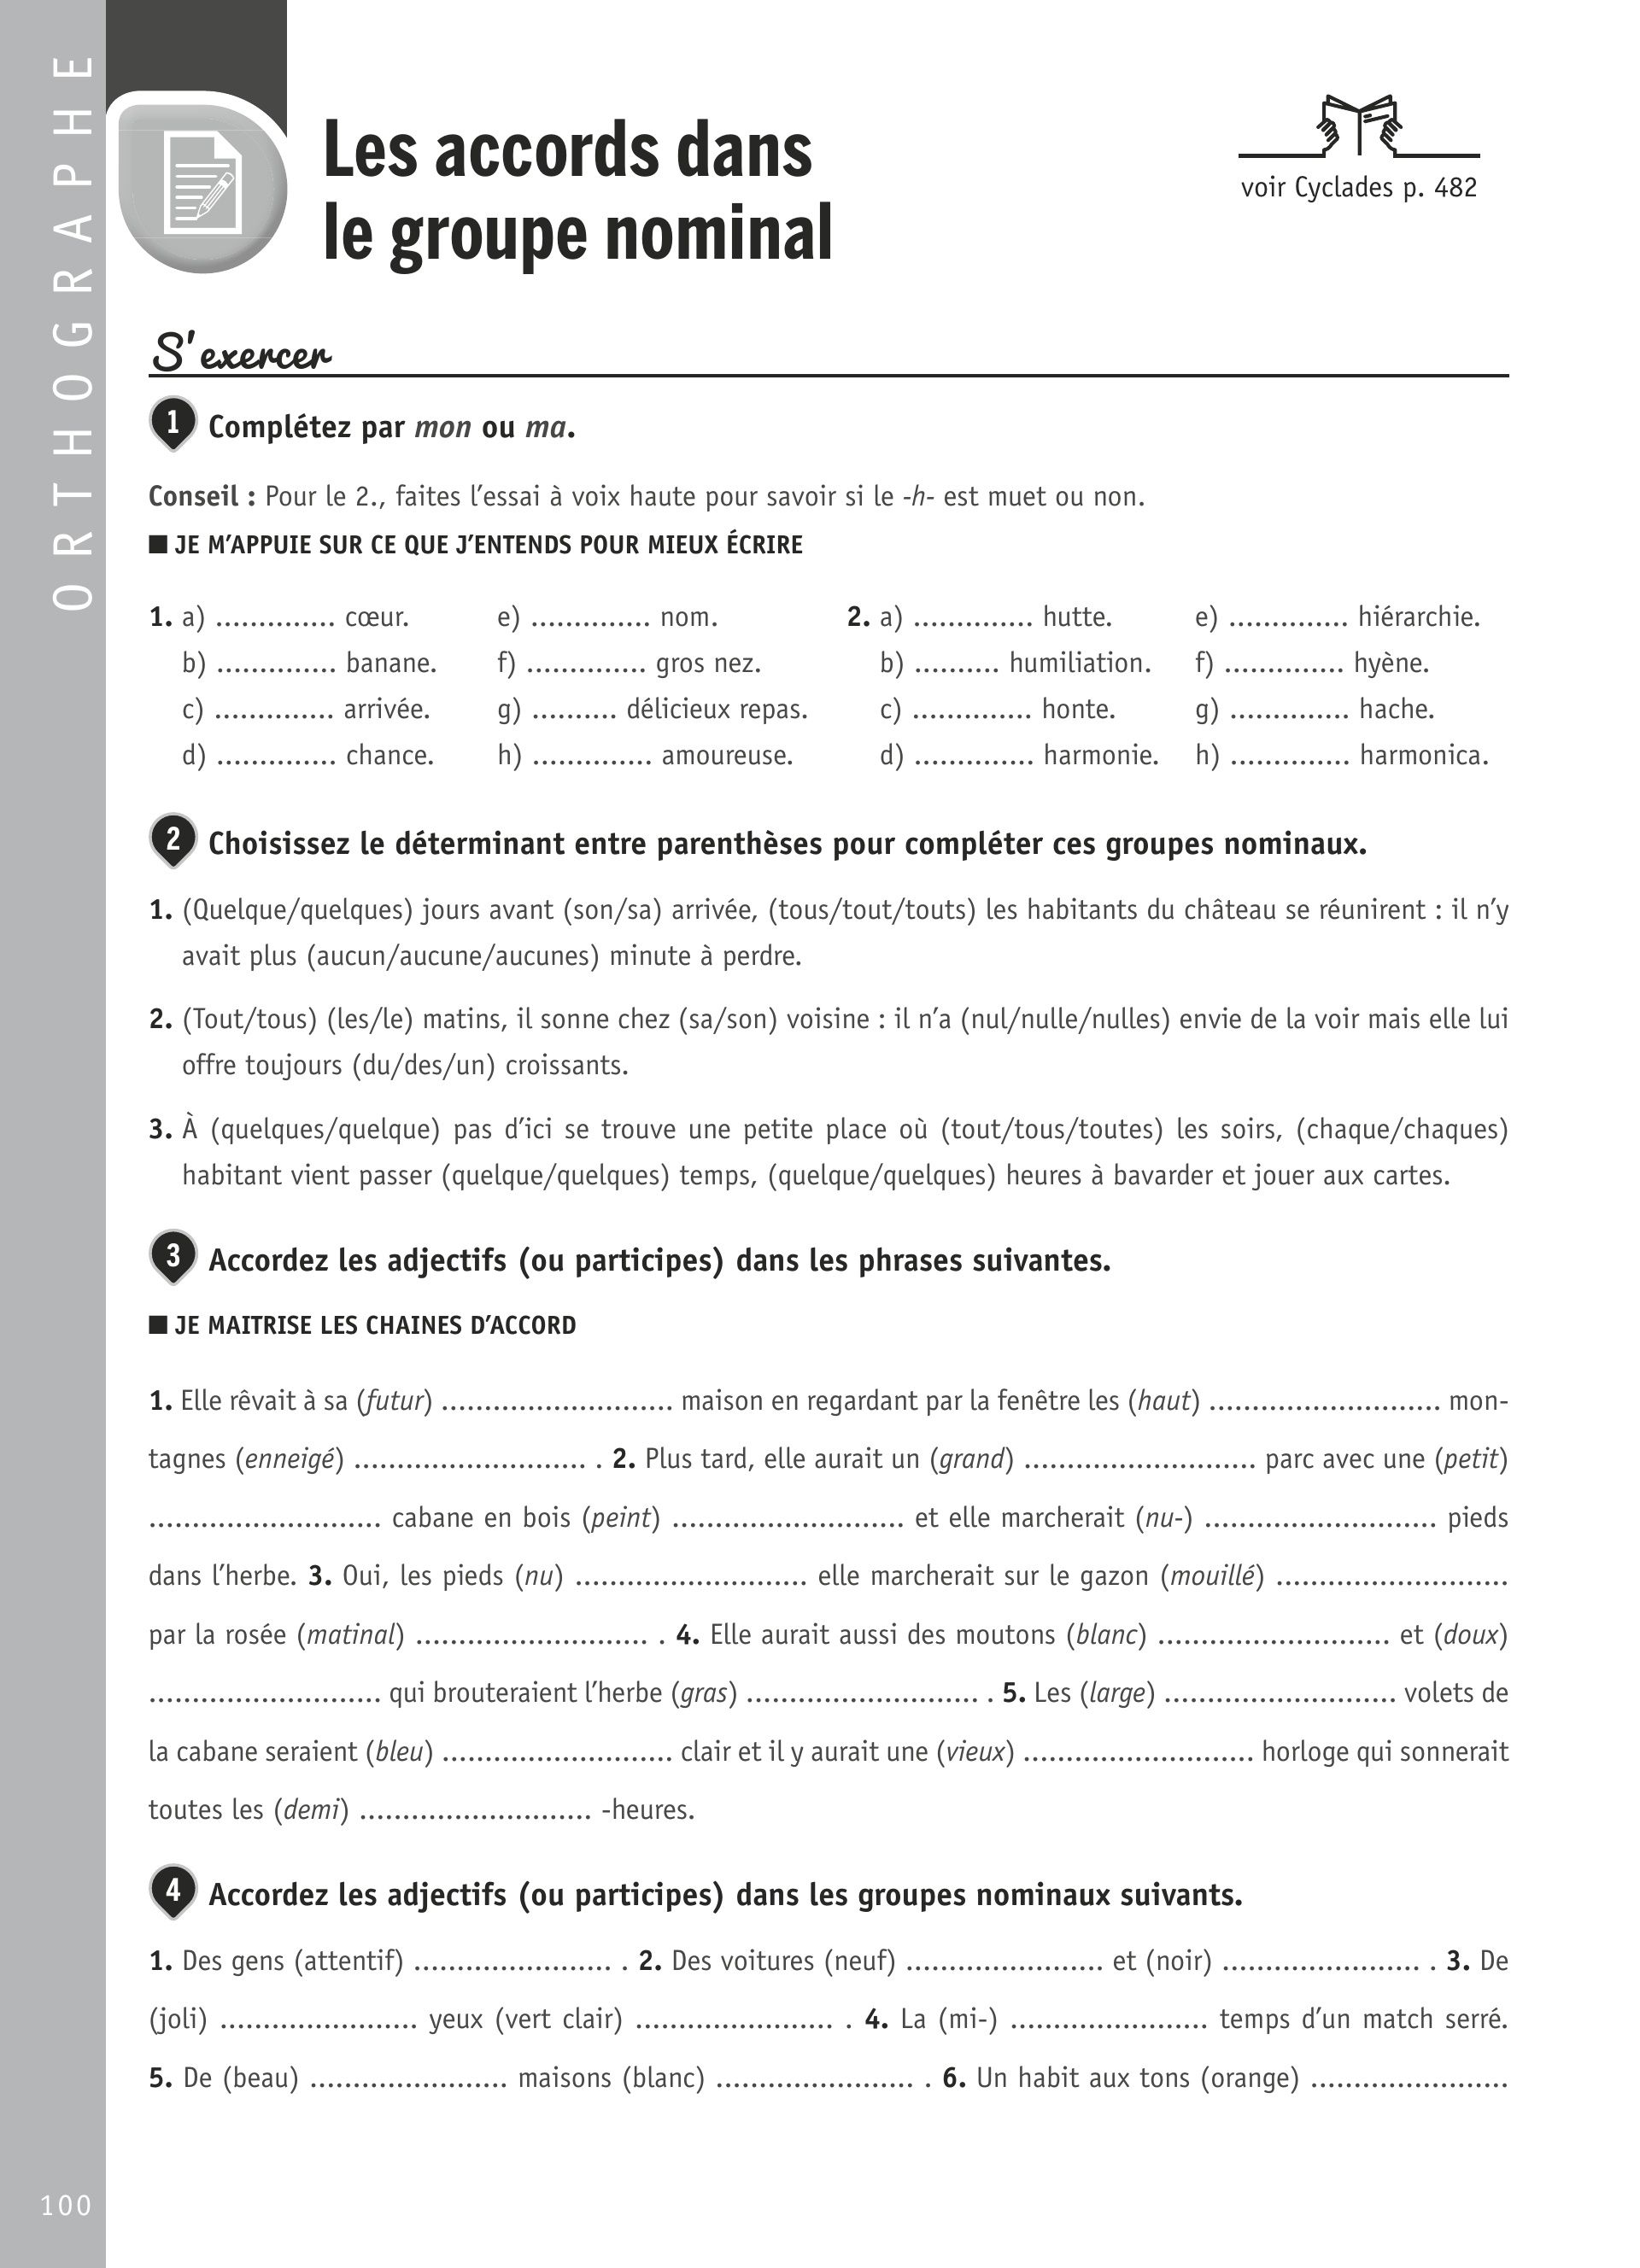 ORTHOGRAPHE
Les accords dans
le groupe nominal
voir Cyclades p. 482
S'exercer
1 Complétez par mon ou ma.
Conseil : Pour le 2., faites l'essai à voix haute pour savoir si le -h- est muet ou non.
■ JE M'APPUIE SUR CE QUE J'ENTENDS POUR MIEUX ÉCRIRE
1. a) .............. cœur. e) .............. nom. 2. a) .............. hutte. e) .............. hiérarchie.
b) .............. banane. f) .............. gros nez. b) .......... humiliation. f) .............. hyène.
c) .............. arrivée. g) .......... délicieux repas. c) .............. honte. g) .............. hache.
d) .............. chance. h) .............. amoureuse. d) .............. harmonie. h) .............. harmonica.
2 Choisissez le déterminant entre parenthèses pour compléter ces groupes nominaux.
1. (Quelque/quelques) jours avant (son/sa) arrivée, (tous/tout/touts) les habitants du château se réunirent : il n'y
avait plus (aucun/aucune/aucunes) minute à perdre.
2. (Tout/tous) (les/le) matins, il sonne chez (sa/son) voisine : il n'a (nul/nulle/nulles) envie de la voir mais elle lui
offre toujours (du/des/un) croissants.
3. À (quelques/quelque) pas d'ici se trouve une petite place où (tout/tous/toutes) les soirs, (chaque/chaques)
habitant vient passer (quelque/quelques) temps, (quelque/quelques) heures à bavarder et jouer aux cartes.
3 Accordez les adjectifs (ou participes) dans les phrases suivantes.
■ JE MAITRISE LES CHAINES D'ACCORD
1. Elle rêvait à sa (futur) ........................... maison en regardant par la fenêtre les (haut) ........................... mon-
tagnes (enneigé) ........................... . 2. Plus tard, elle aurait un (grand) ........................... parc avec une (petit)
........................... cabane en bois (peint) ........................... et elle marcherait (nu-) ........................... pieds
dans l'herbe. 3. Oui, les pieds (nu) ........................... elle marcherait sur le gazon (mouillé) ...........................
par la rosée (matinal) ........................... . 4. Elle aurait aussi des moutons (blanc) ........................... et (doux)
........................... qui brouteraient l'herbe (gras) ........................... . 5. Les (large) ........................... volets de
la cabane seraient (bleu) ........................... clair et il y aurait une (vieux) ........................... horloge qui sonnerait
toutes les (demi) ........................... -heures.
4 Accordez les adjectifs (ou participes) dans les groupes nominaux suivants.
1. Des gens (attentif) ....................... . 2. Des voitures (neuf) ....................... et (noir) ....................... . 3. De
(joli) ....................... yeux (vert clair) ....................... . 4. La (mi-) ....................... temps d'un match serré.
5. De (beau) ....................... maisons (blanc) ....................... . 6. Un habit aux tons (orange) .......................
100